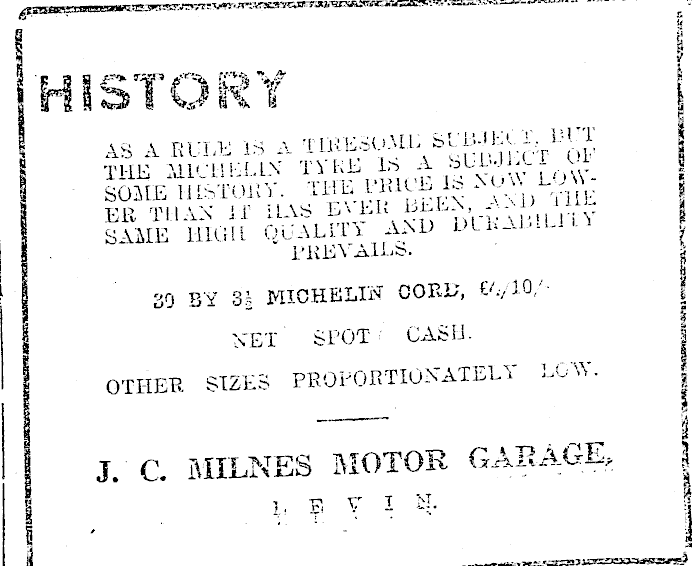 HISTORY
AS A RULE IS A TIRESOME SUBJECT, BUT
THE MICHELIN TYRE IS A SUBJECT OF
SOME HISTORY. THE PRICE IS NOW LOW-
ER THAN IT HAS EVER BEEN, AND THE
SAME HIGH QUALITY AND DURABILITY
PREVAILS.
30 BY 3½ MICHELIN CORD,
NET SPOT CASH.
OTHER SIZES PROPORTIONATELY LOW.
J. C. MILNES MOTOR GARAGE,
LEVIN.